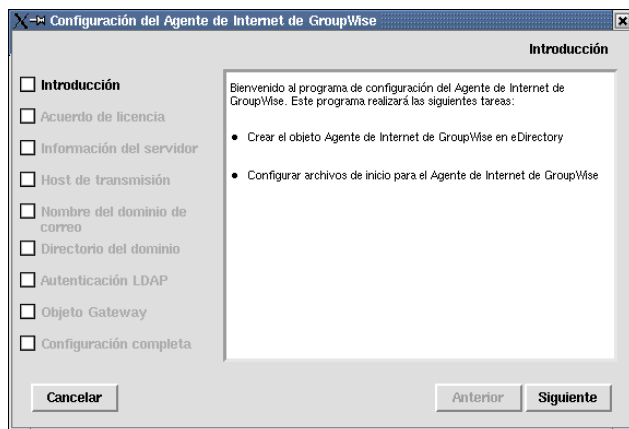 Configuración del Agente de Internet de GroupWise
Introducción
Introducción
Acuerdo de licencia
Información del servidor
Host de transmisión
Nombre del dominio de
correo
Directorio del dominio
Autenticación LDAP
Objeto Gateway
Configuración completa
Bienvenido al programa de configuración del Agente de Internet de
GroupWise. Este programa realizará las siguientes tareas:
● Crear el objeto Agente de Internet de GroupWise en eDirectory
● Configurar archivos de inicio para el Agente de Internet de GroupWise
Cancelar
Anterior
Siguiente